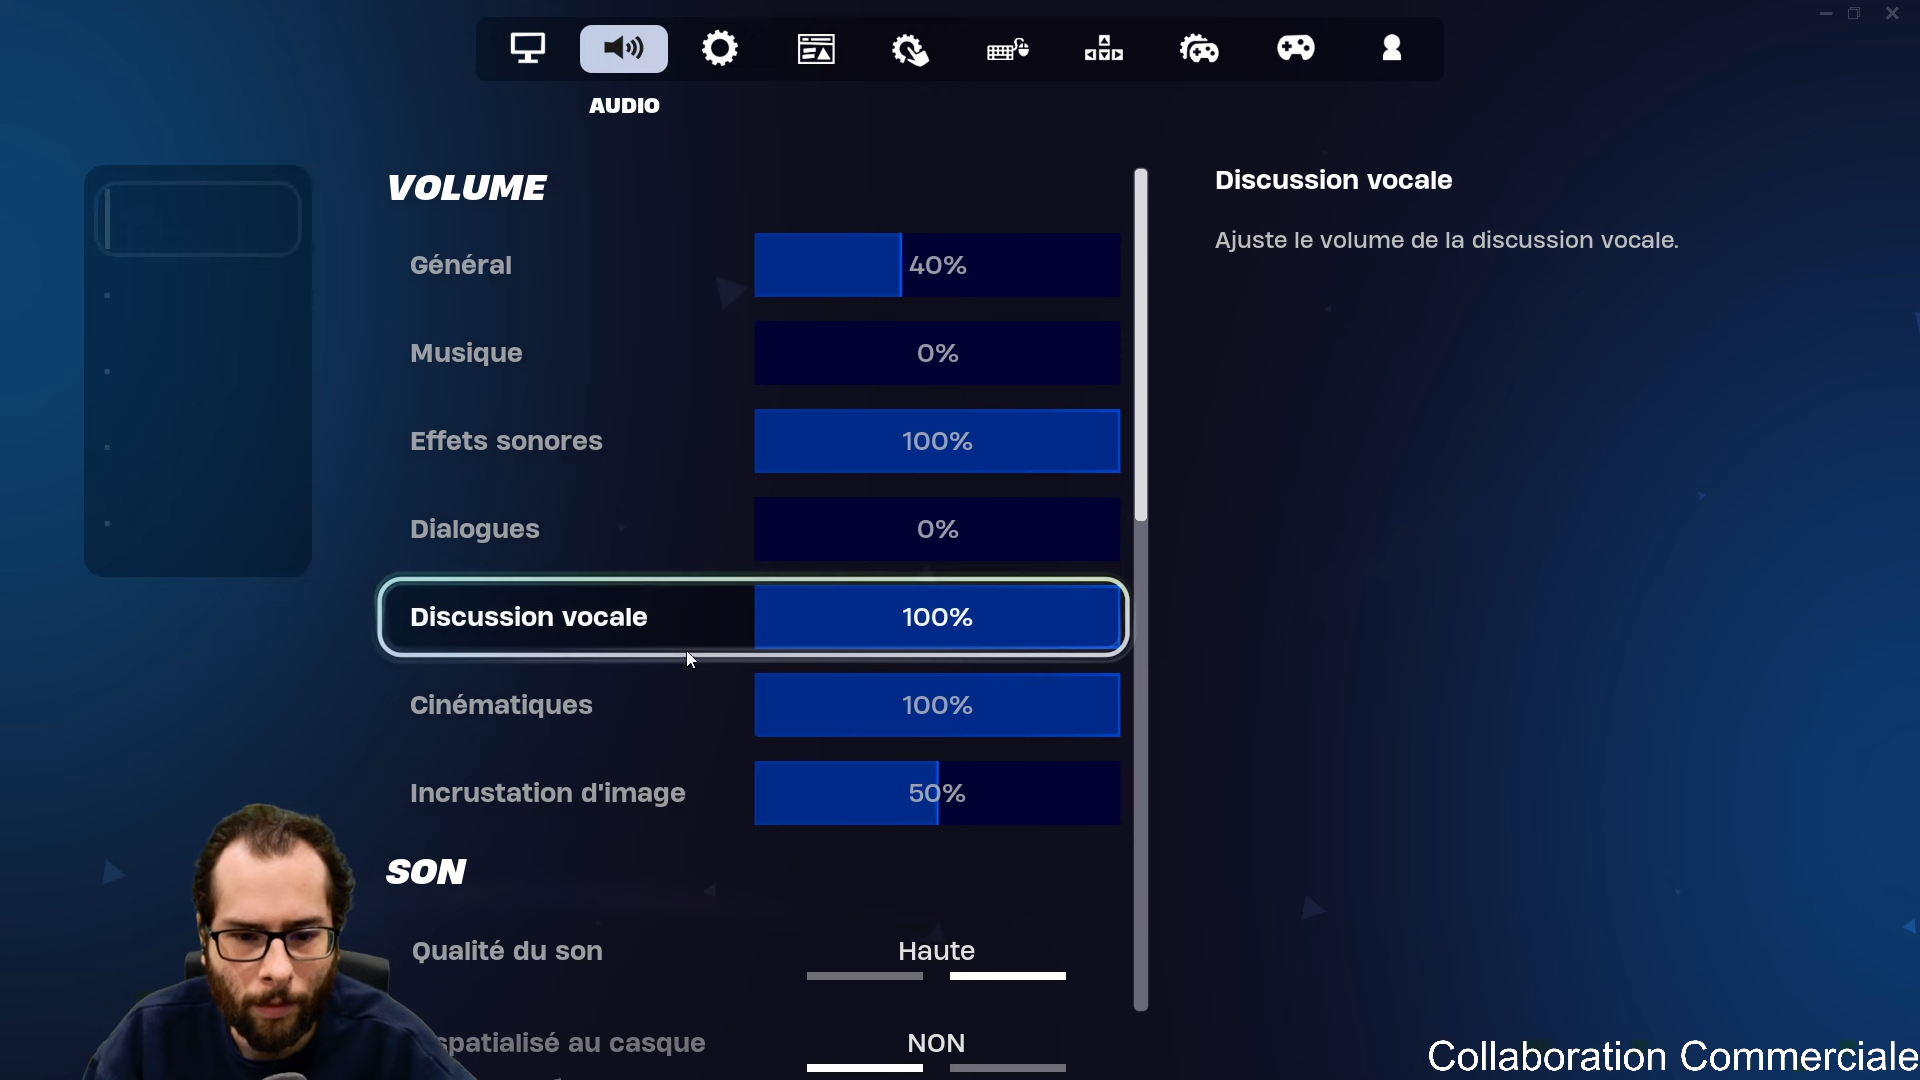 AUDIO
VOLUME
Général 40%
Musique 0%
Effets sonores 100%
Dialogues 0%
Discussion vocale 100%
Cinématiques 100%
Incrustation d'image 50%
SON
Qualité du son Haute
spatialisé au casque NON
Discussion vocale
Ajuste le volume de la discussion vocale.
Collaboration Commerciale